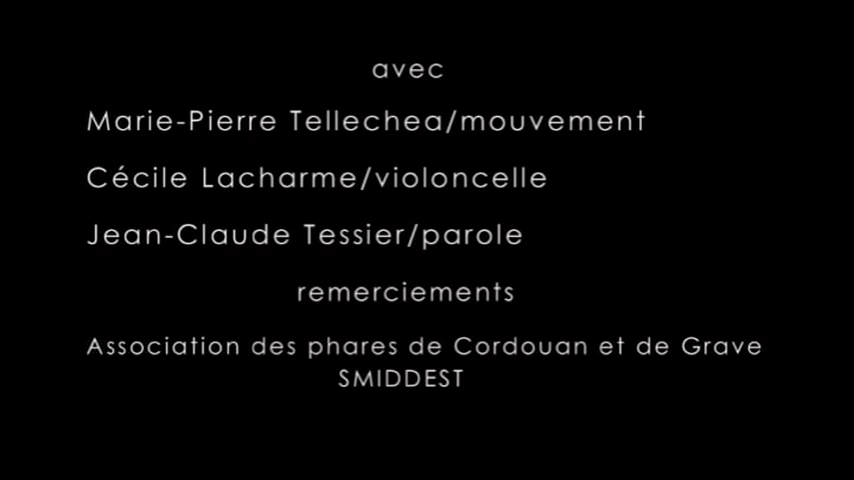 avec
Marie-Pierre Tellechea/mouvement
Cécile Lacharme/violoncelle
Jean-Claude Tessier/parole
remerciements
Association des phares de Cordouan et de Grave
SMIDDEST